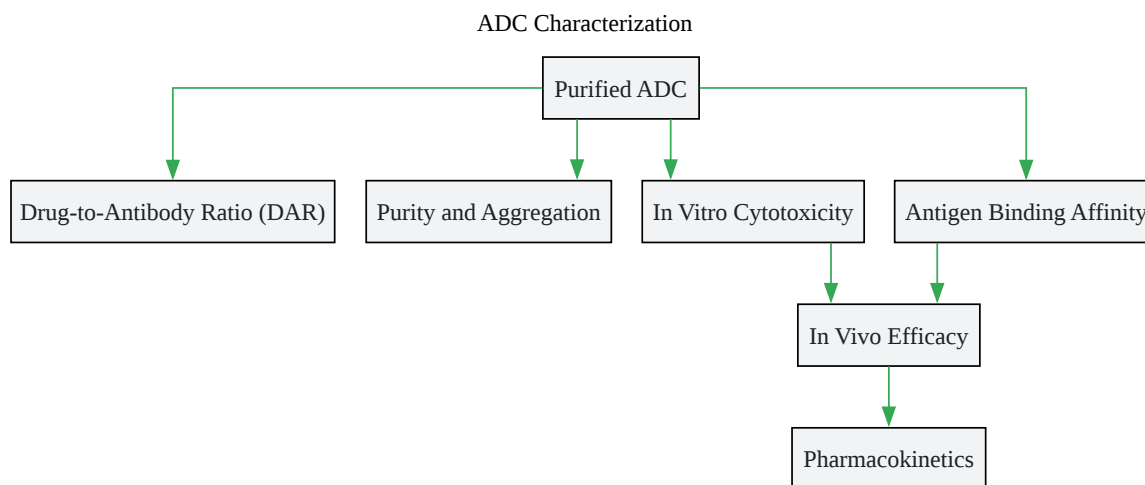 ADC Characterization
Purified ADC
Drug-to-Antibody Ratio (DAR)
Purity and Aggregation
In Vitro Cytotoxicity
Antigen Binding Affinity
In Vivo Efficacy
Pharmacokinetics